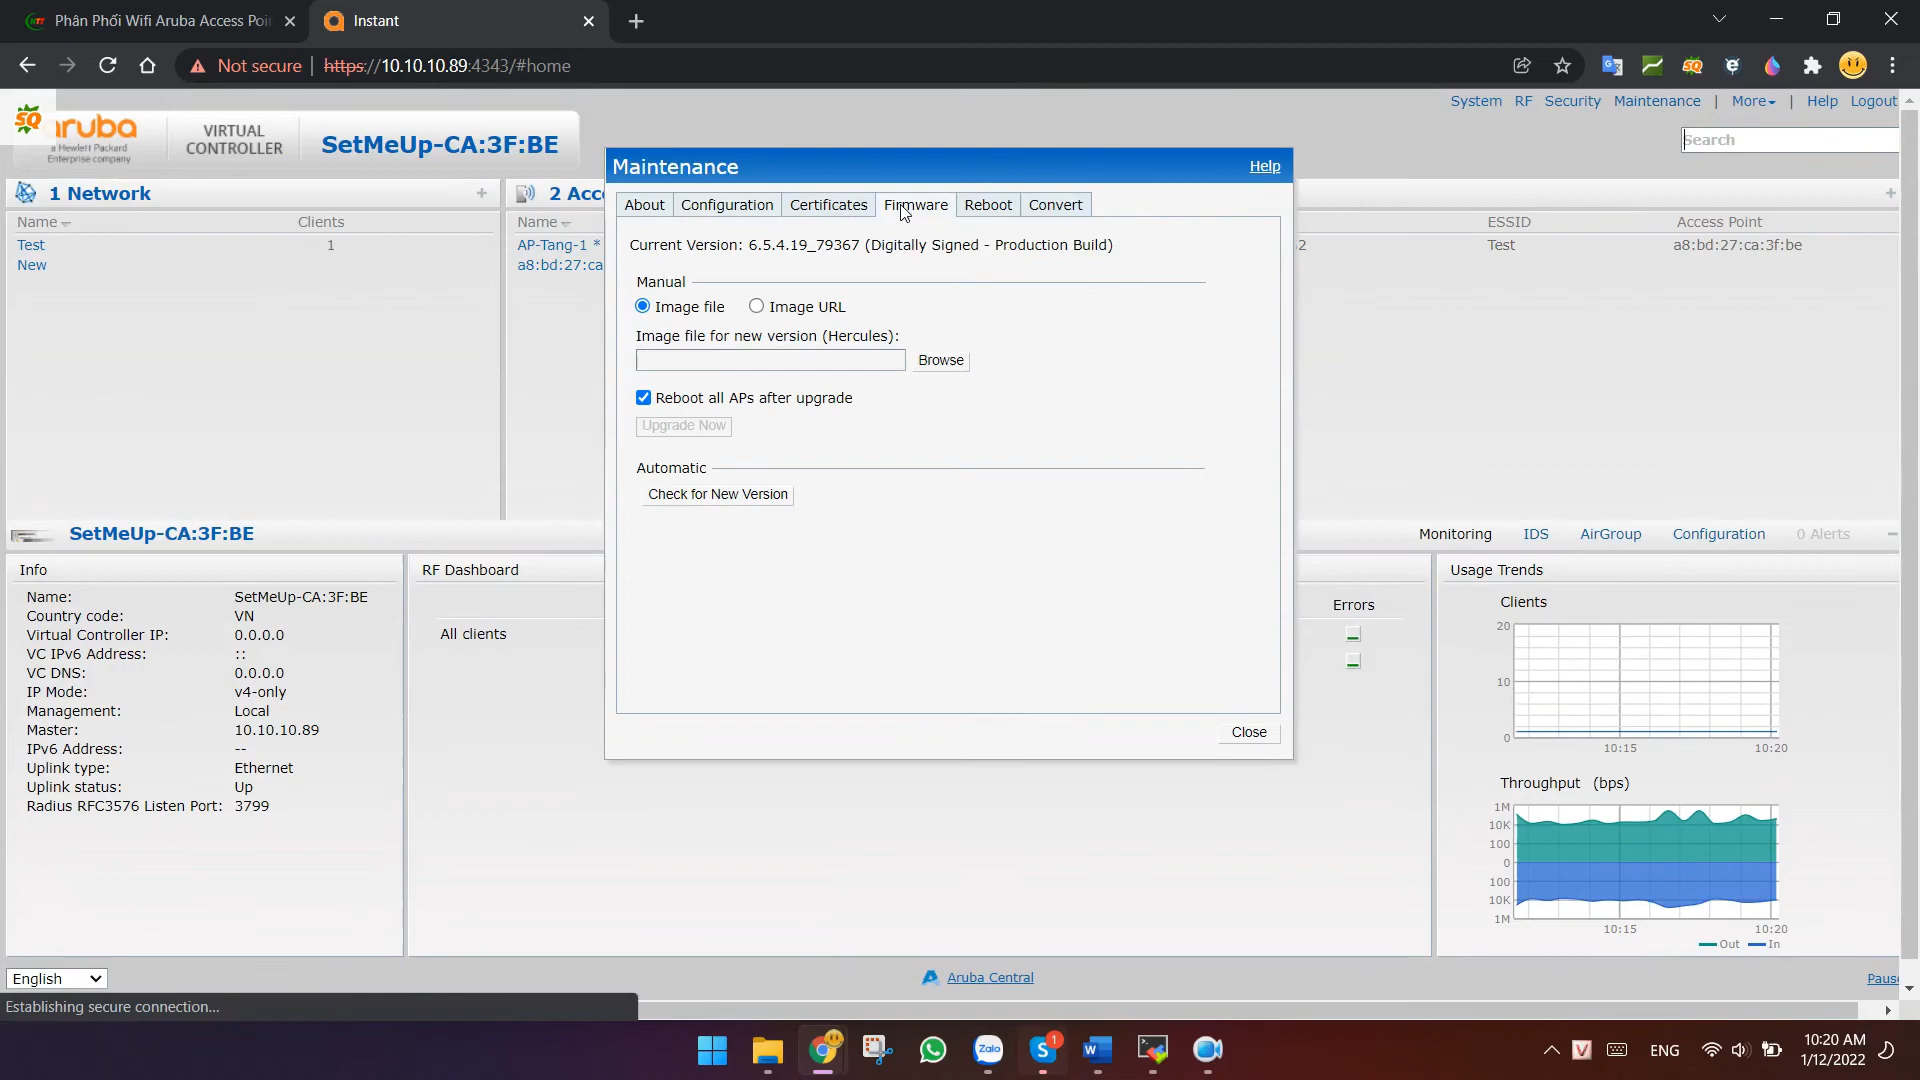 Phân Phối Wifi Aruba Access Poi
Instant
Not secure
https://10.10.10.89:4343/#home
System RF Security Maintenance | More | Help Logout
SQ
aruba
a Hewlett Packard
Enterprise company
VIRTUAL
CONTROLLER
SetMeUp-CA:3F:BE
Search
1 Network
+
Name
Clients
Test 1
New
2 Acce
Name
AP-Tang-1 *
a8:bd:27:ca
+
ESSID
Access Point
2
Test
a8:bd:27:ca:3f:be
Maintenance
Help
About
Configuration
Certificates
Firmware
Reboot
Convert
Current Version: 6.5.4.19_79367 (Digitally Signed - Production Build)
Manual
Image file
Image URL
Image file for new version (Hercules):
Browse
Reboot all APs after upgrade
Upgrade Now
Automatic
Check for New Version
Close
SetMeUp-CA:3F:BE
Monitoring
IDS
AirGroup
Configuration
0 Alerts
Info
Name: SetMeUp-CA:3F:BE
Country code: VN
Virtual Controller IP: 0.0.0.0
VC IPv6 Address: ::
VC DNS: 0.0.0.0
IP Mode: v4-only
Management: Local
Master: 10.10.10.89
IPv6 Address: --
Uplink type: Ethernet
Uplink status: Up
Radius RFC3576 Listen Port: 3799
RF Dashboard
Errors
All clients
Usage Trends
Clients
20
10
0
10:15
10:20
Throughput (bps)
1M
10K
100
0
100
10K
1M
10:15
10:20
Out In
English
Aruba Central
Pause
Establishing secure connection...
Zalo
1
W
V
ENG
10:20 AM
1/12/2022